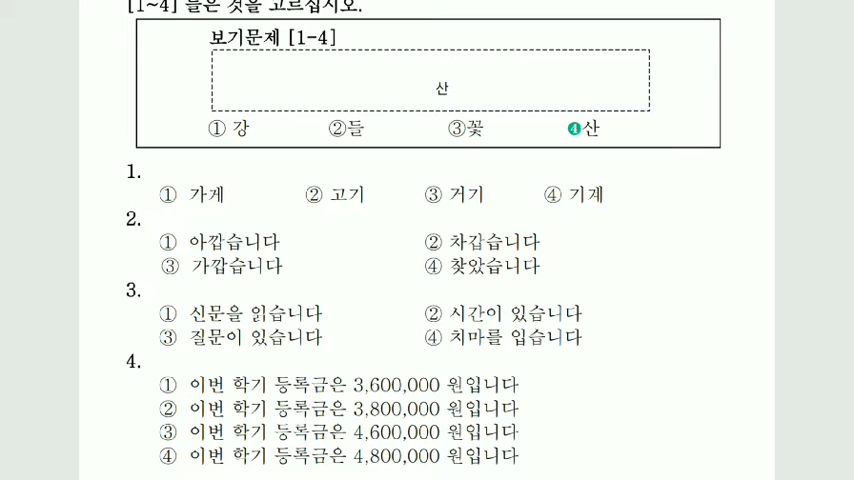 [1~4] 들은 것을 고르십시오.
보기문제 [1-4]
산
① 강 ②들 ③꽃 ❹산
1.
① 가게 ② 고기 ③ 거기 ④ 기계
2.
① 아깝습니다 ② 차갑습니다
③ 가깝습니다 ④ 찾았습니다
3.
① 신문을 읽습니다 ② 시간이 있습니다
③ 질문이 있습니다 ④ 치마를 입습니다
4.
① 이번 학기 등록금은 3,600,000 원입니다
② 이번 학기 등록금은 3,800,000 원입니다
③ 이번 학기 등록금은 4,600,000 원입니다
④ 이번 학기 등록금은 4,800,000 원입니다